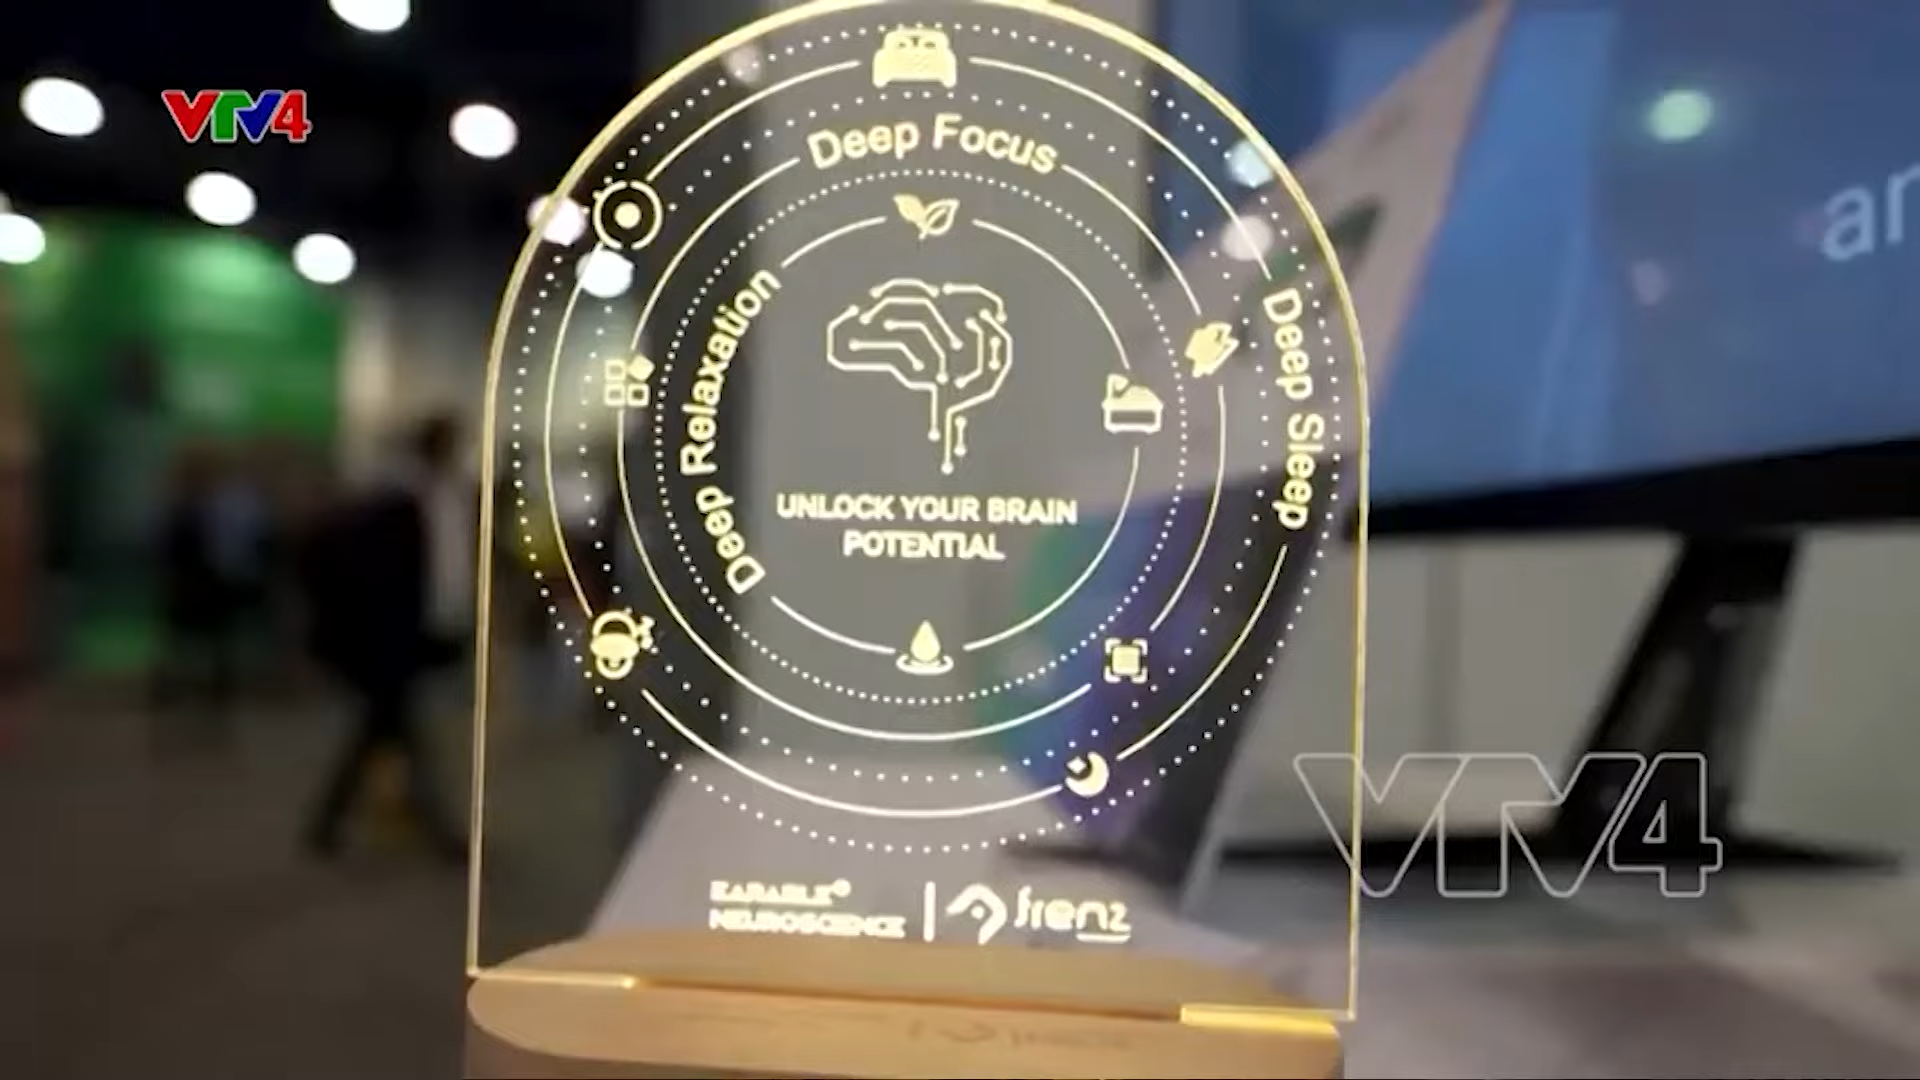 VTV4
Deep Focus
Deep Relaxation
Deep Sleep
UNLOCK YOUR BRAIN
POTENTIAL
EARABLE®
NEUROSCIENCE
frenz
VTV4